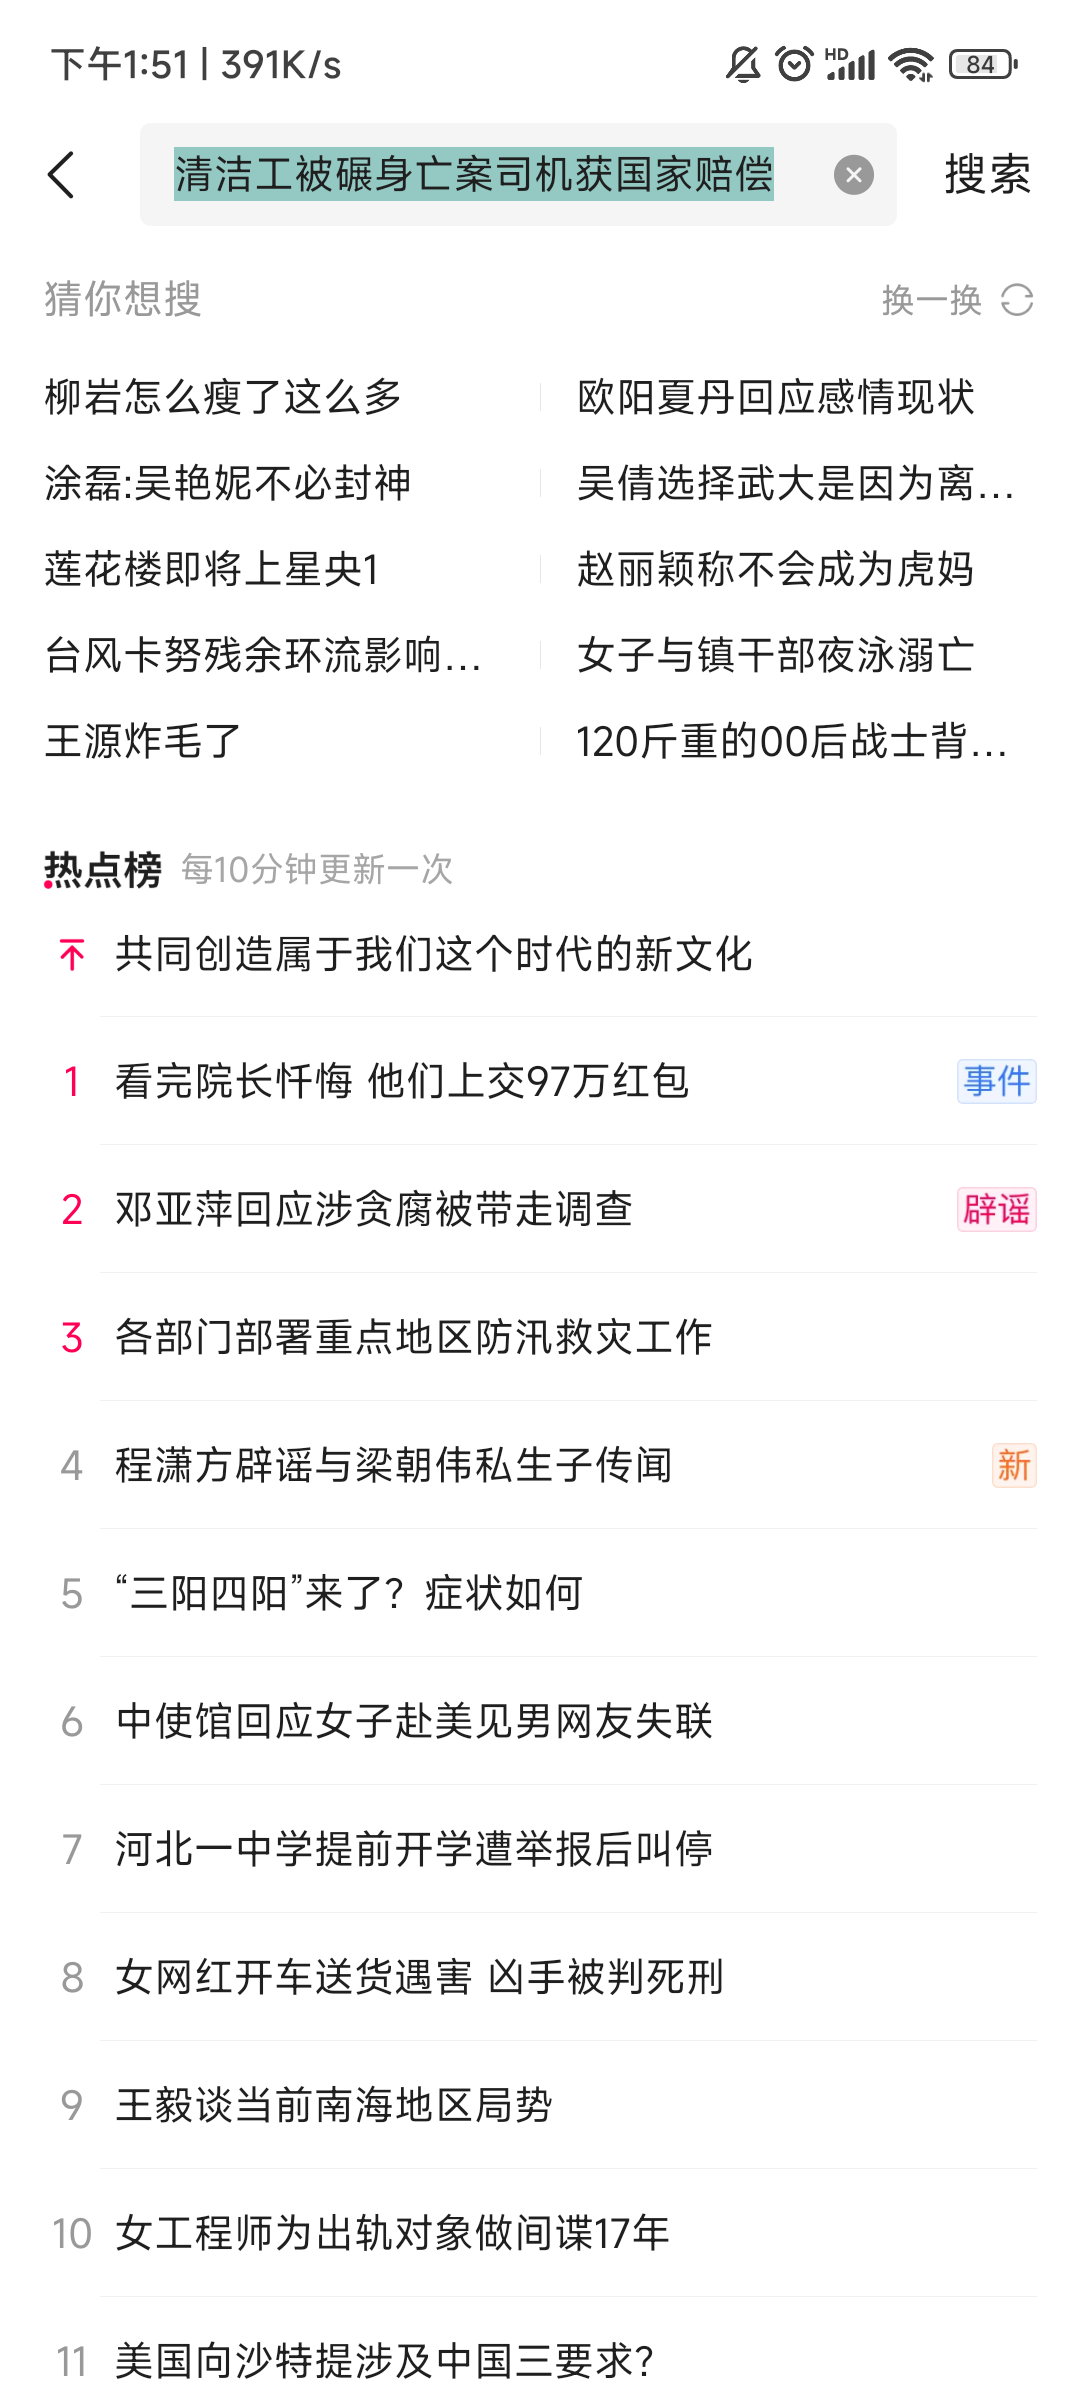 下午1:51 | 391K/s HD 84
清洁工被碾身亡案司机获国家赔偿 搜索
猜你想搜 换一换
柳岩怎么瘦了这么多 欧阳夏丹回应感情现状
涂磊:吴艳妮不必封神 吴倩选择武大是因为离...
莲花楼即将上星央1 赵丽颖称不会成为虎妈
台风卡努残余环流影响... 女子与镇干部夜泳溺亡
王源炸毛了 120斤重的00后战士背...
热点榜 每10分钟更新一次
共同创造属于我们这个时代的新文化
1 看完院长忏悔 他们上交97万红包 事件
2 邓亚萍回应涉贪腐被带走调查 辟谣
3 各部门部署重点地区防汛救灾工作
4 程潇方辟谣与梁朝伟私生子传闻 新
5 “三阳四阳”来了？症状如何
6 中使馆回应女子赴美见男网友失联
7 河北一中学提前开学遭举报后叫停
8 女网红开车送货遇害 凶手被判死刑
9 王毅谈当前南海地区局势
10 女工程师为出轨对象做间谍17年
11 美国向沙特提涉及中国三要求?